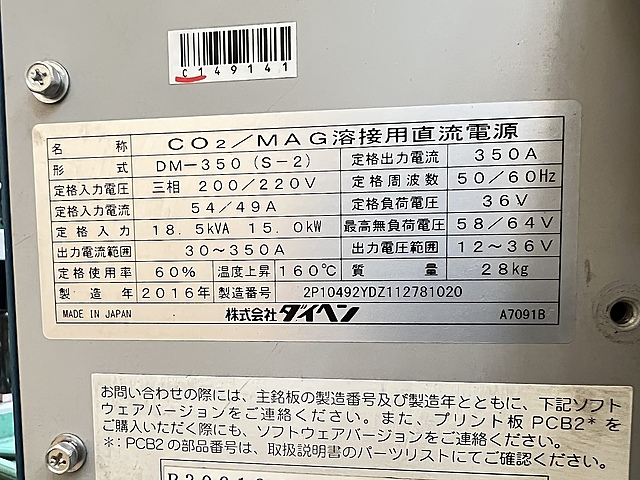 C149141
名称 CO2/MAG溶接用直流電源
形式 DM-350(S-2) 定格出力電流 350A
定格入力電圧 三相 200/220V 定格周波数 50/60Hz
定格入力電流 54/49A 定格負荷電圧 36V
定格入力 18.5kVA 15.0kW 最高無負荷電圧 58/64V
出力電流範囲 30~350A 出力電圧範囲 12~36V
定格使用率 60% 温度上昇 160℃ 質量 28kg
製造年 2016年 製造番号 2P10492YDZ112781020
MADE IN JAPAN 株式会社ダイヘン A7091B
お問い合わせの際には、主銘板の製造番号及び製造年とともに、下記ソフト
ウェアバージョンをご連絡ください。また、プリント板PCB2*を
ご購入いただく際にも、ソフトウェアバージョンをご連絡ください。
*:PCB2の部品番号は、取扱説明書のパーツリストにてご確認ください。